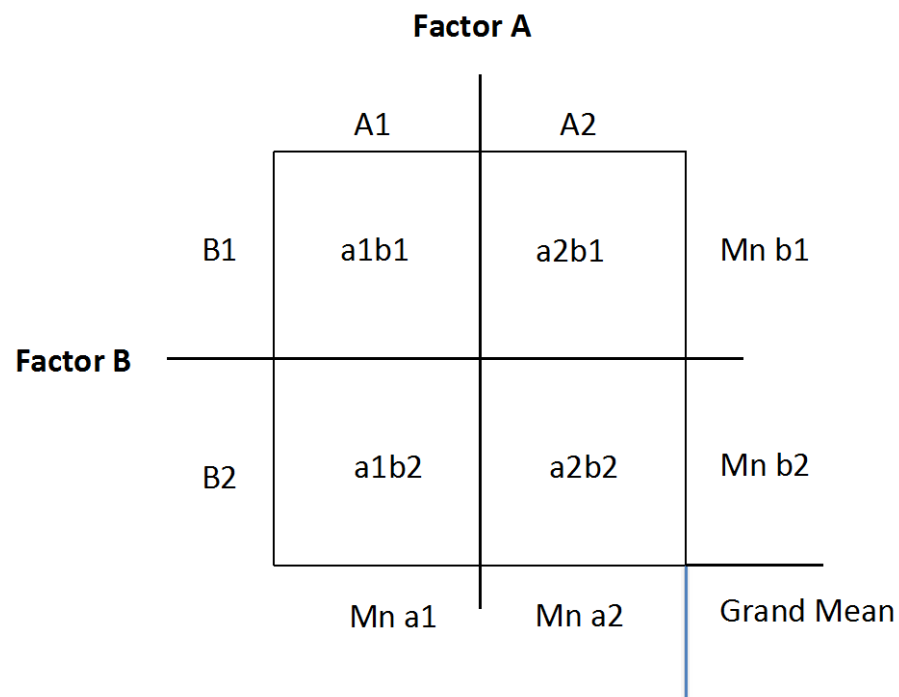 Factor A
A1 A2
B1 a1b1 a2b1 Mn b1
Factor B
B2 a1b2 a2b2 Mn b2
Mn a1 Mn a2 Grand Mean